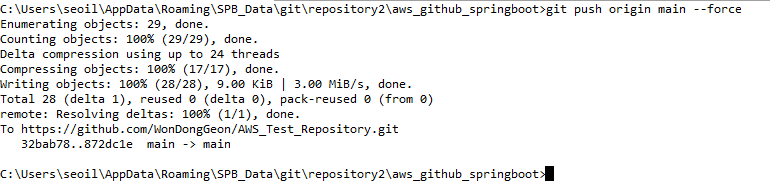 C:\Users\seoil\AppData\Roaming\SPB_Data\git\repository2\aws_github_springboot>git push origin main --force
Enumerating objects: 29, done.
Counting objects: 100% (29/29), done.
Delta compression using up to 24 threads
Compressing objects: 100% (17/17), done.
Writing objects: 100% (28/28), 9.00 KiB | 3.00 MiB/s, done.
Total 28 (delta 1), reused 0 (delta 0), pack-reused 0 (from 0)
remote: Resolving deltas: 100% (1/1), done.
To https://github.com/WonDongGeon/AWS_Test_Repository.git
   32bab78..872dc1e  main -> main
C:\Users\seoil\AppData\Roaming\SPB_Data\git\repository2\aws_github_springboot>